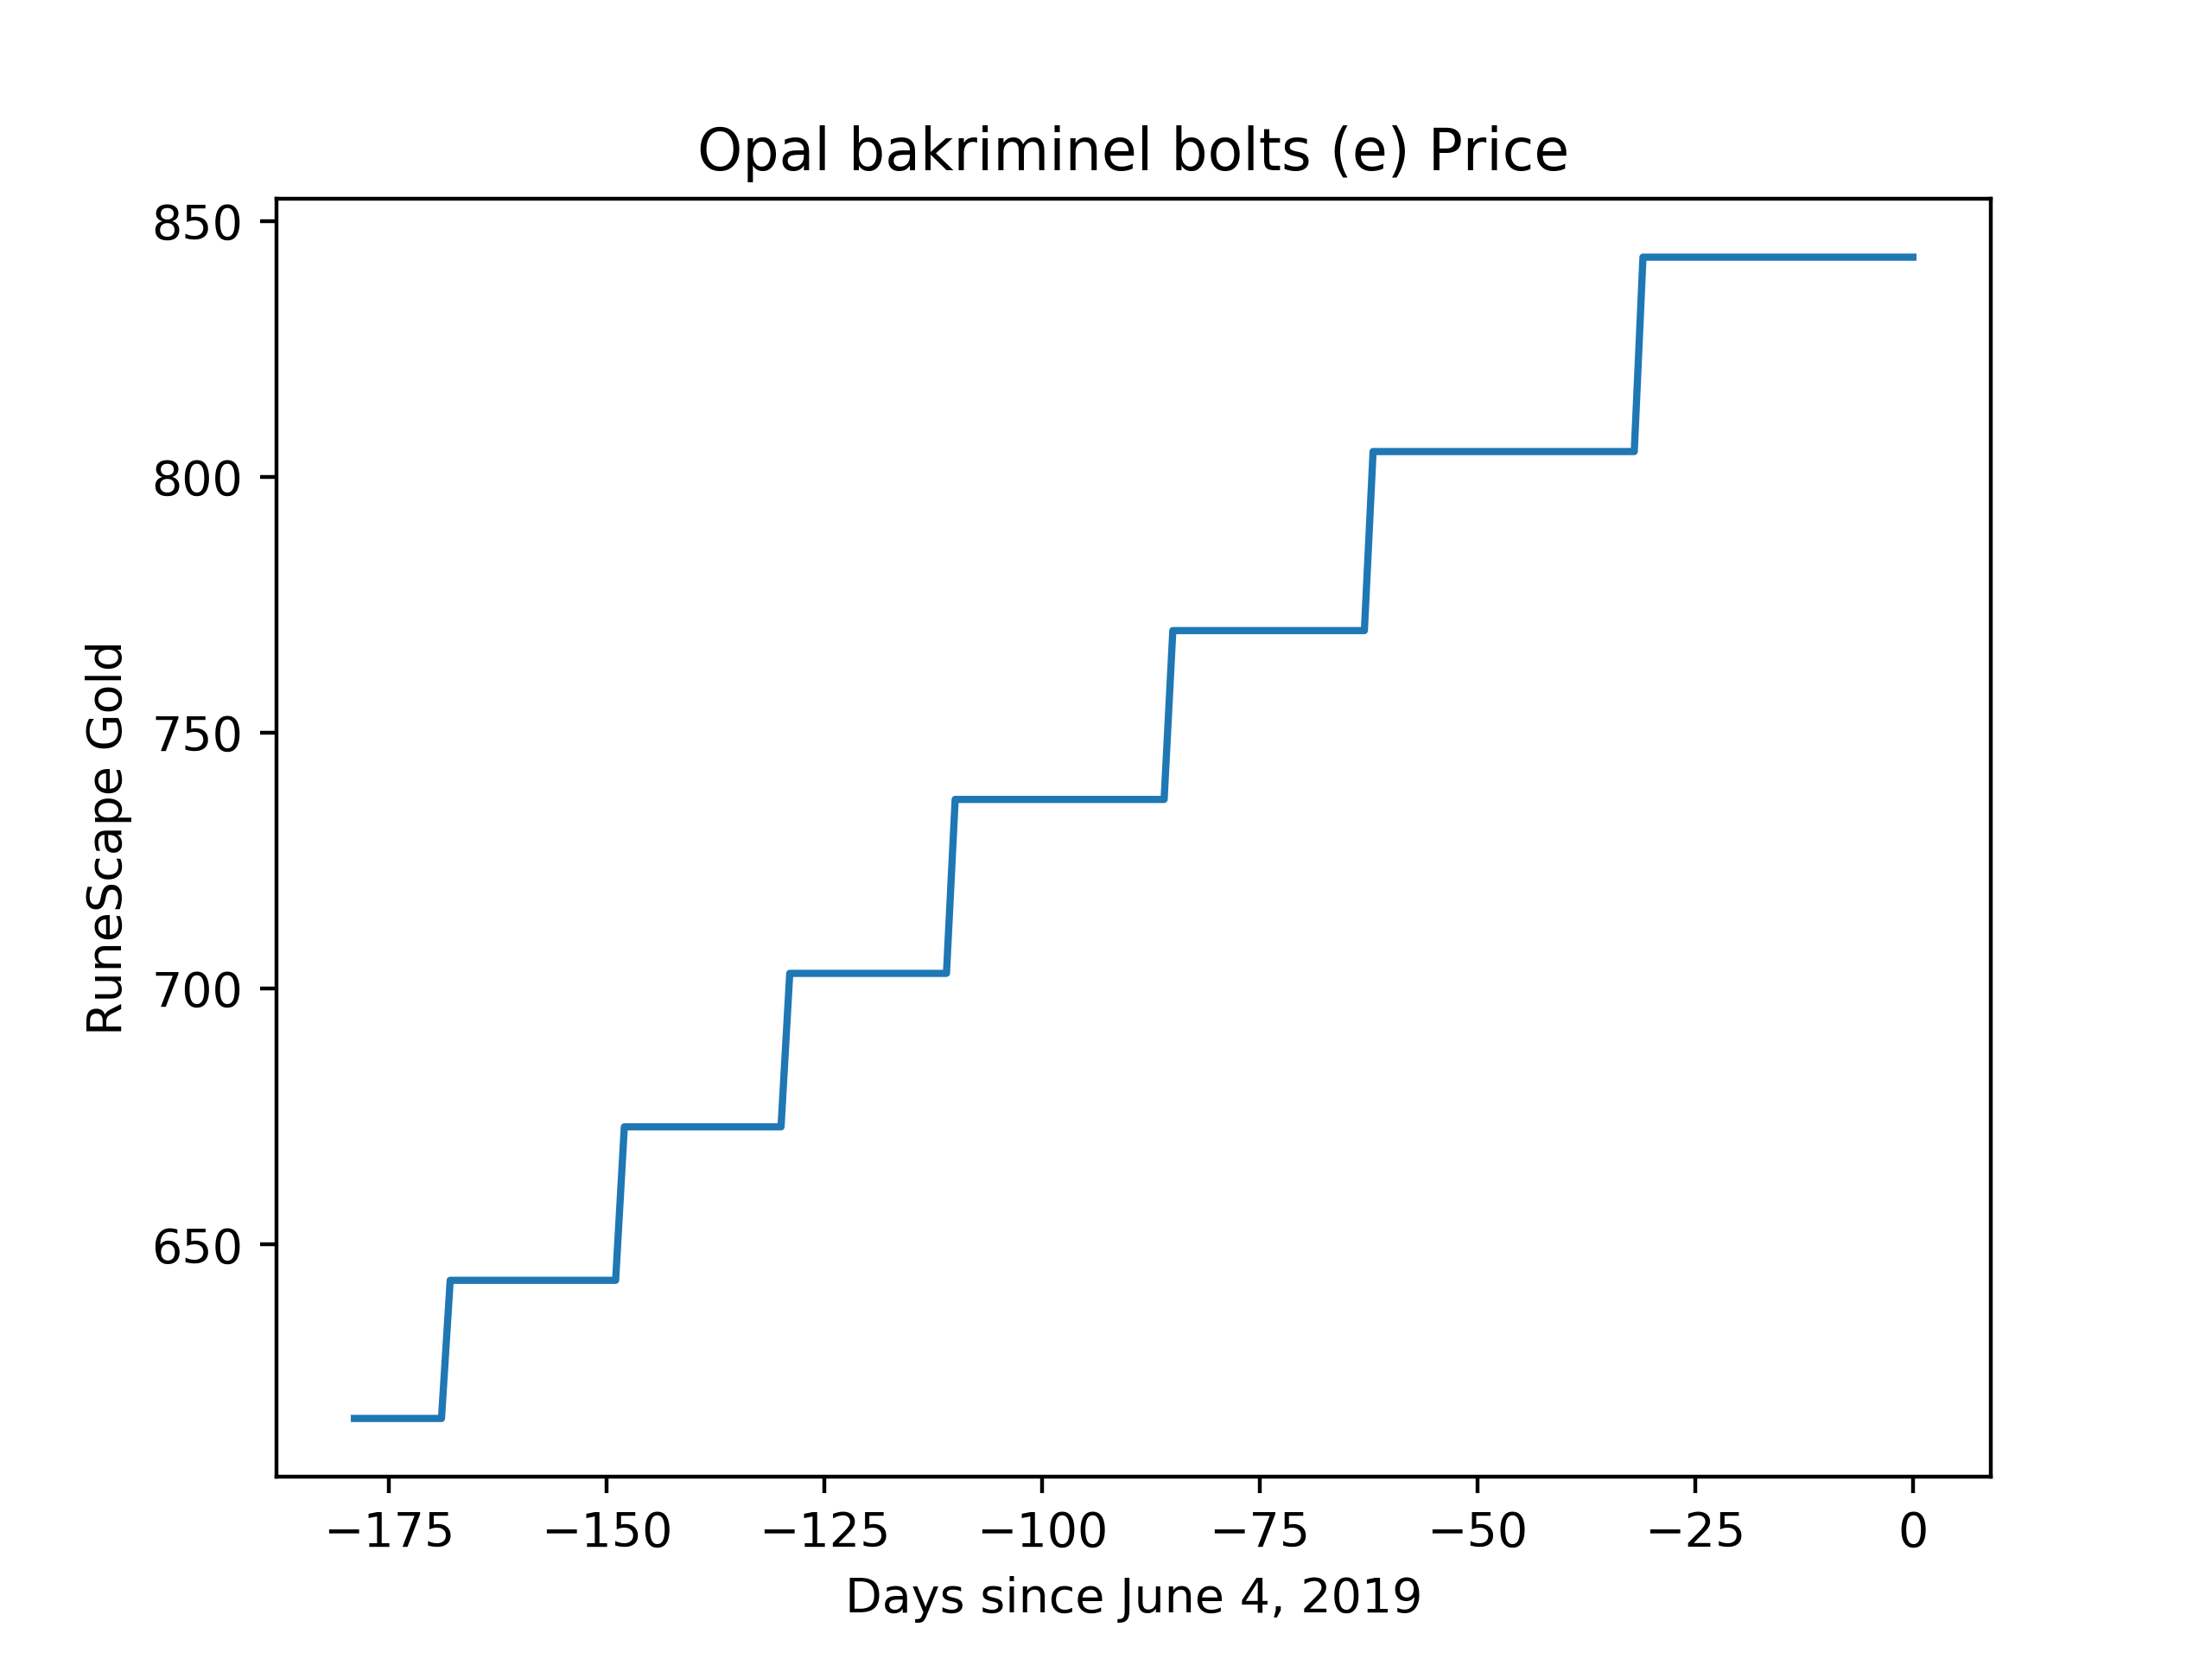 Opal bakriminel bolts (e) Price
850
800
750
700
650
RuneScape Gold
−175 −150 −125 −100 −75 −50 −25 0
Days since June 4, 2019